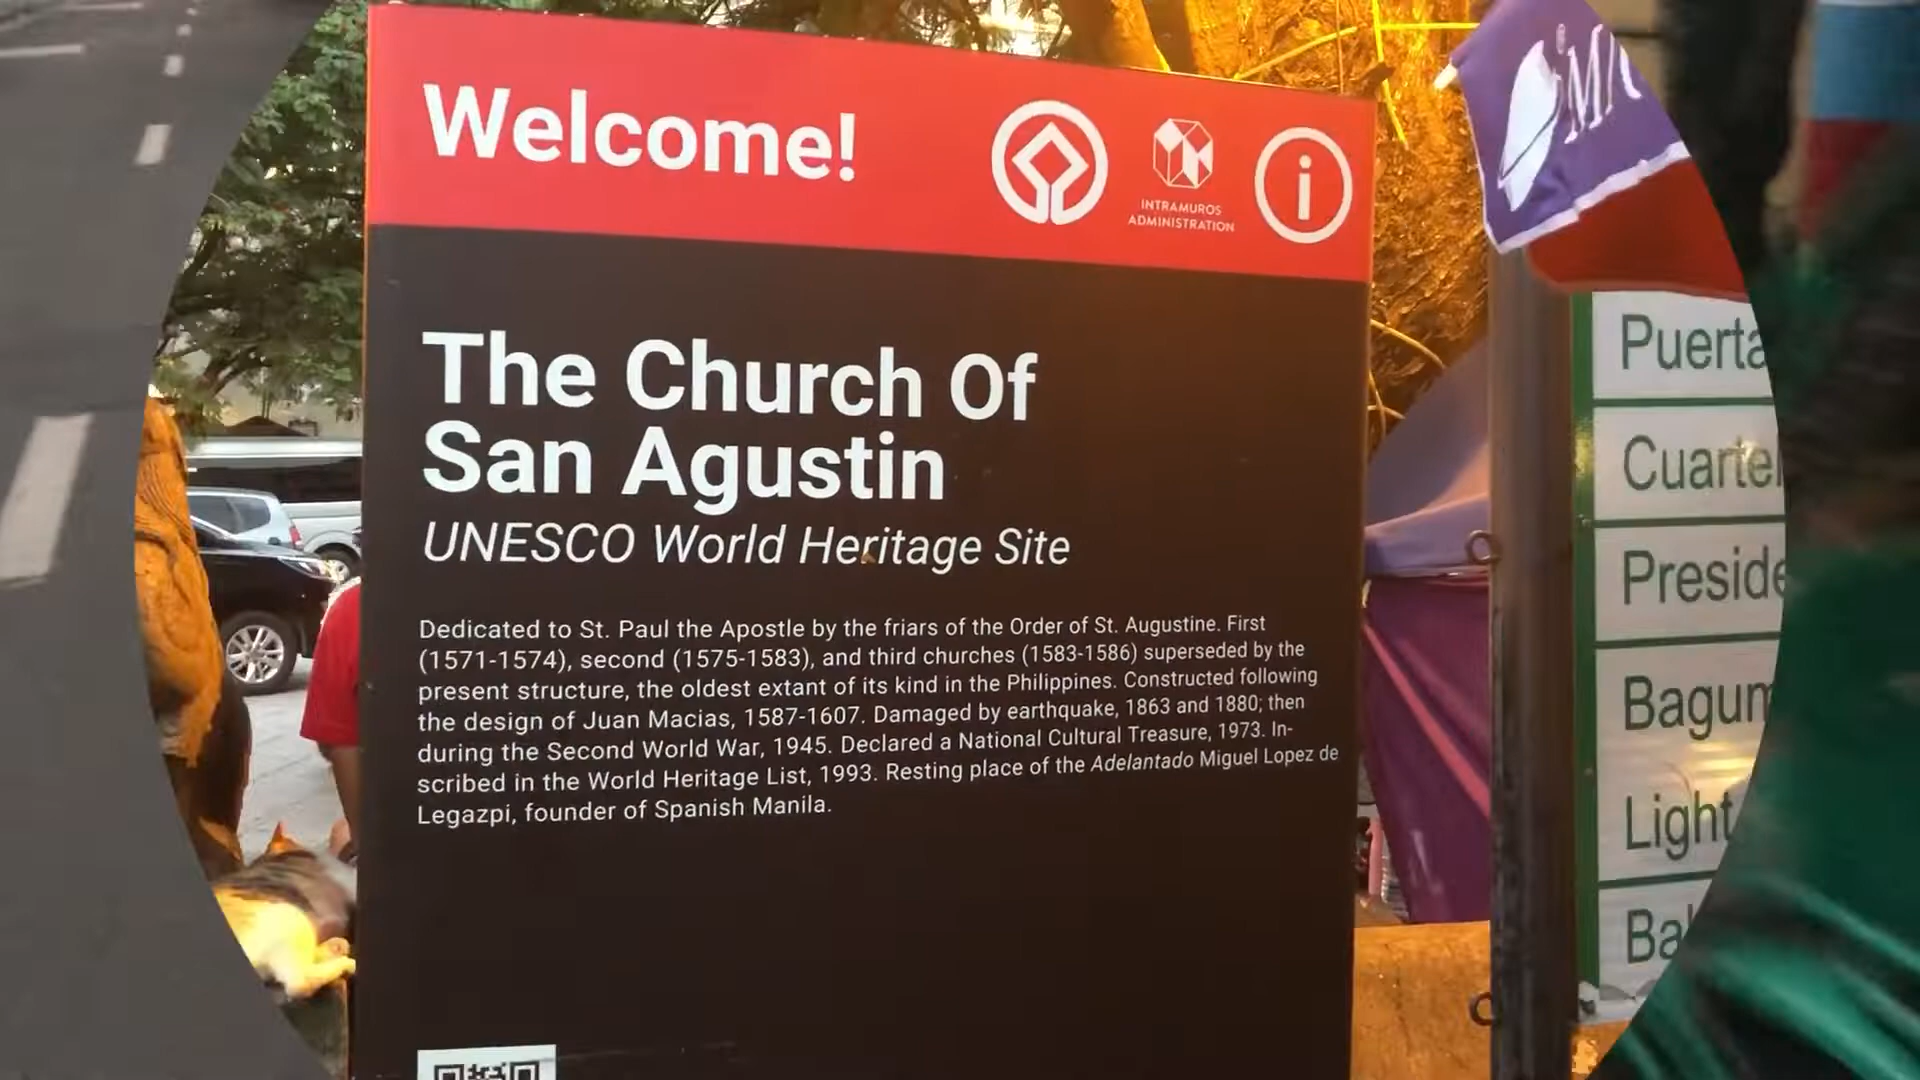 Welcome!
INTRAMUROS
ADMINISTRATION
The Church Of
San Agustin
UNESCO World Heritage Site
Dedicated to St. Paul the Apostle by the friars of the Order of St. Augustine. First
(1571-1574), second (1575-1583), and third churches (1583-1586) superseded by the
present structure, the oldest extant of its kind in the Philippines. Constructed following
the design of Juan Macias, 1587-1607. Damaged by earthquake, 1863 and 1880; then
during the Second World War, 1945. Declared a National Cultural Treasure, 1973. In-
scribed in the World Heritage List, 1993. Resting place of the Adelantado Miguel Lopez de
Legazpi, founder of Spanish Manila.
Puerta
Cuartel
Preside
Bagum
Light